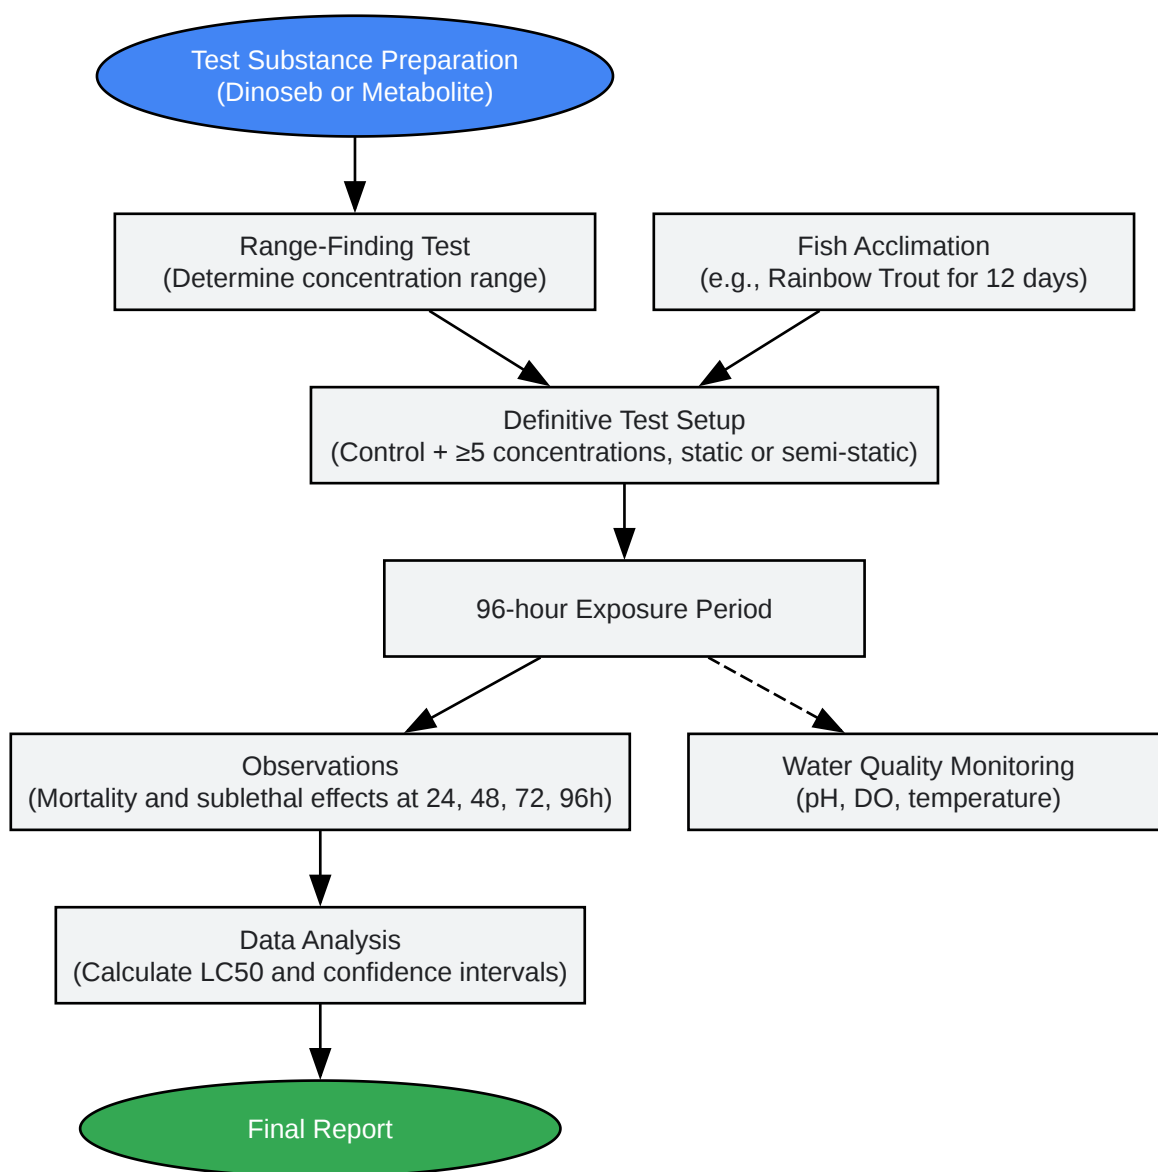 Test Substance Preparation
(Dinoseb or Metabolite)
Range-Finding Test
(Determine concentration range)
Fish Acclimation
(e.g., Rainbow Trout for 12 days)
Definitive Test Setup
(Control + ≥5 concentrations, static or semi-static)
96-hour Exposure Period
Observations
(Mortality and sublethal effects at 24, 48, 72, 96h)
Water Quality Monitoring
(pH, DO, temperature)
Data Analysis
(Calculate LC50 and confidence intervals)
Final Report